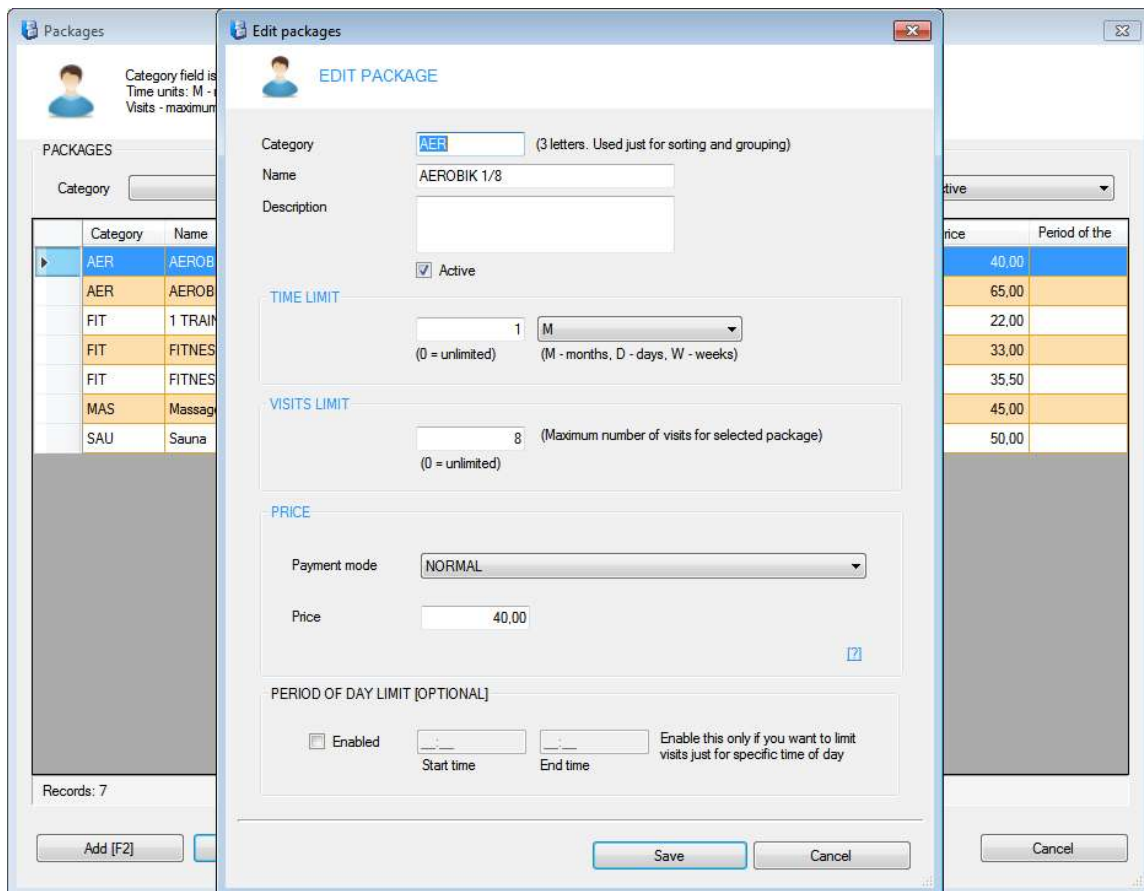 Packages
Category field is
Time units: M -
Visits - maximum
PACKAGES
Category
tive
Category Name rice Period of the
AER AEROB 40,00
AER AEROB 65,00
FIT 1 TRAIN 22,00
FIT FITNES 33,00
FIT FITNES 35,50
MAS Massag 45,00
SAU Sauna 50,00
Records: 7
Add [F2]
Cancel
Edit packages
EDIT PACKAGE
Category AER (3 letters. Used just for sorting and grouping)
Name AEROBIK 1/8
Description
Active
TIME LIMIT
1 M
(0 = unlimited) (M - months, D - days, W - weeks)
VISITS LIMIT
8 (Maximum number of visits for selected package)
(0 = unlimited)
PRICE
Payment mode NORMAL
Price 40,00
[?]
PERIOD OF DAY LIMIT [OPTIONAL]
Enabled __:__ __:__ Enable this only if you want to limit
Start time End time visits just for specific time of day
Save Cancel